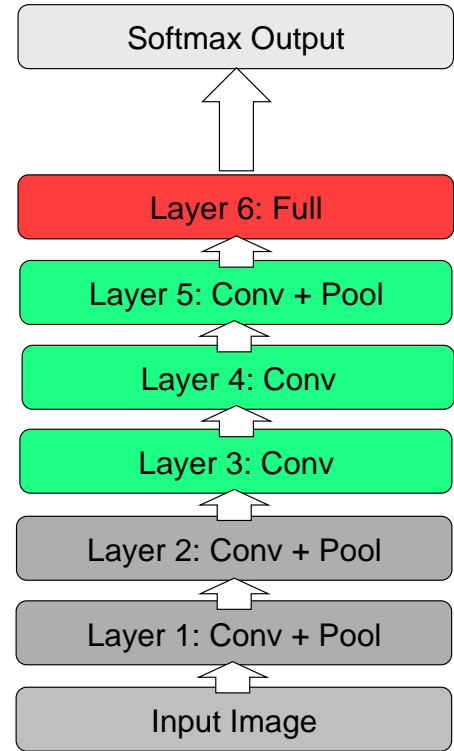 Softmax Output
Layer 6: Full
Layer 5: Conv + Pool
Layer 4: Conv
Layer 3: Conv
Layer 2: Conv + Pool
Layer 1: Conv + Pool
Input Image